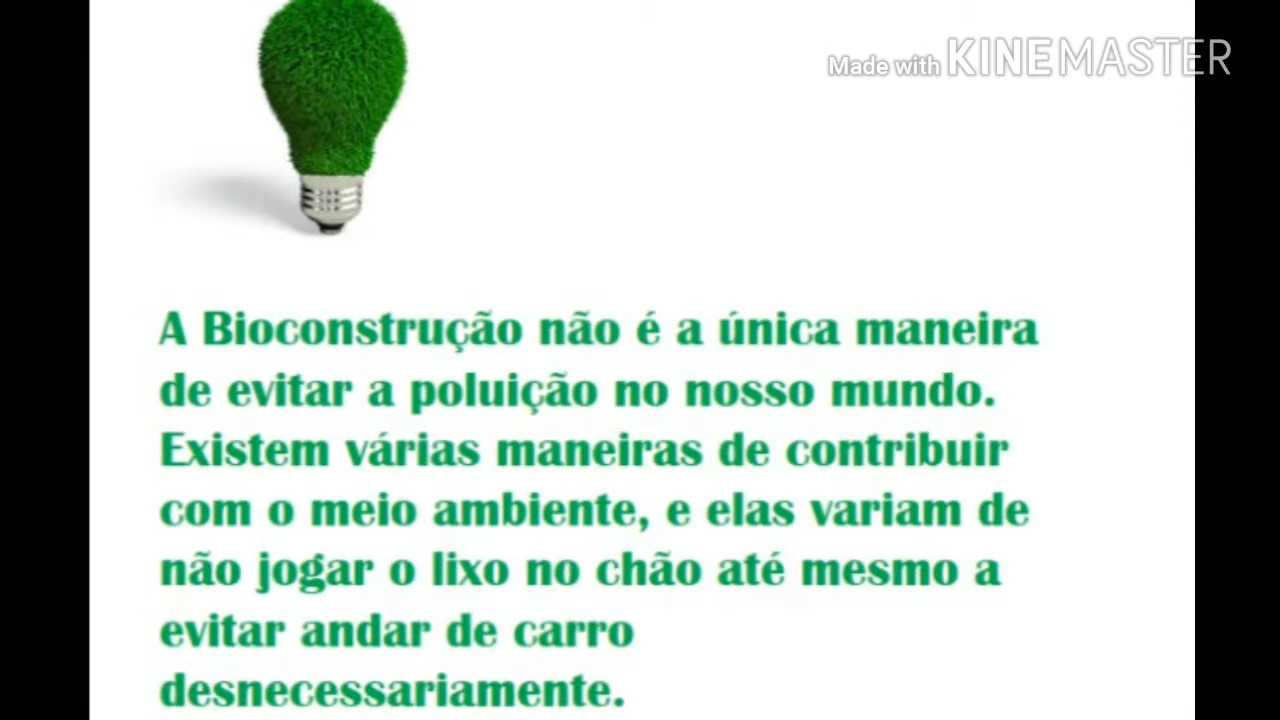 Made with KINEMASTER
A Bioconstrução não é a única maneira
de evitar a poluição no nosso mundo.
Existem várias maneiras de contribuir
com o meio ambiente, e elas variam de
não jogar o lixo no chão até mesmo a
evitar andar de carro
desnecessariamente.